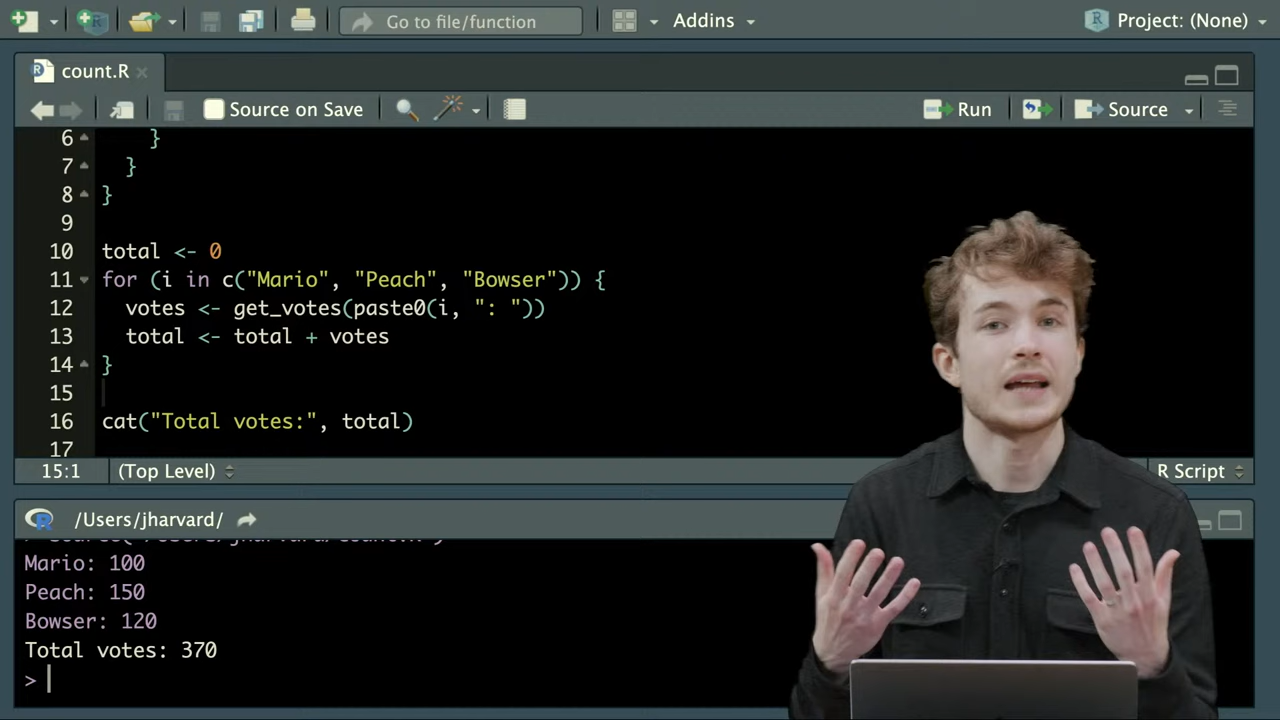 Go to file/function
Addins
Project: (None)
count.R
Source on Save
Run
Source
6 }
7 }
8 }
9
10 total <- 0
11 for (i in c("Mario", "Peach", "Bowser")) {
12 votes <- get_votes(paste0(i, ": "))
13 total <- total + votes
14 }
15
16 cat("Total votes:", total)
17
15:1
(Top Level)
R Script
/Users/jharvard/
Mario: 100
Peach: 150
Bowser: 120
Total votes: 370
>